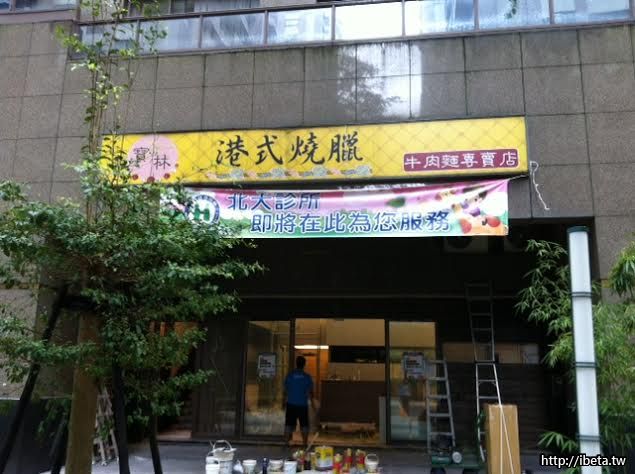 寶林
港式燒臘
牛肉麵專賣店
北大診所
即將在此為您服務
http://ibeta.tw